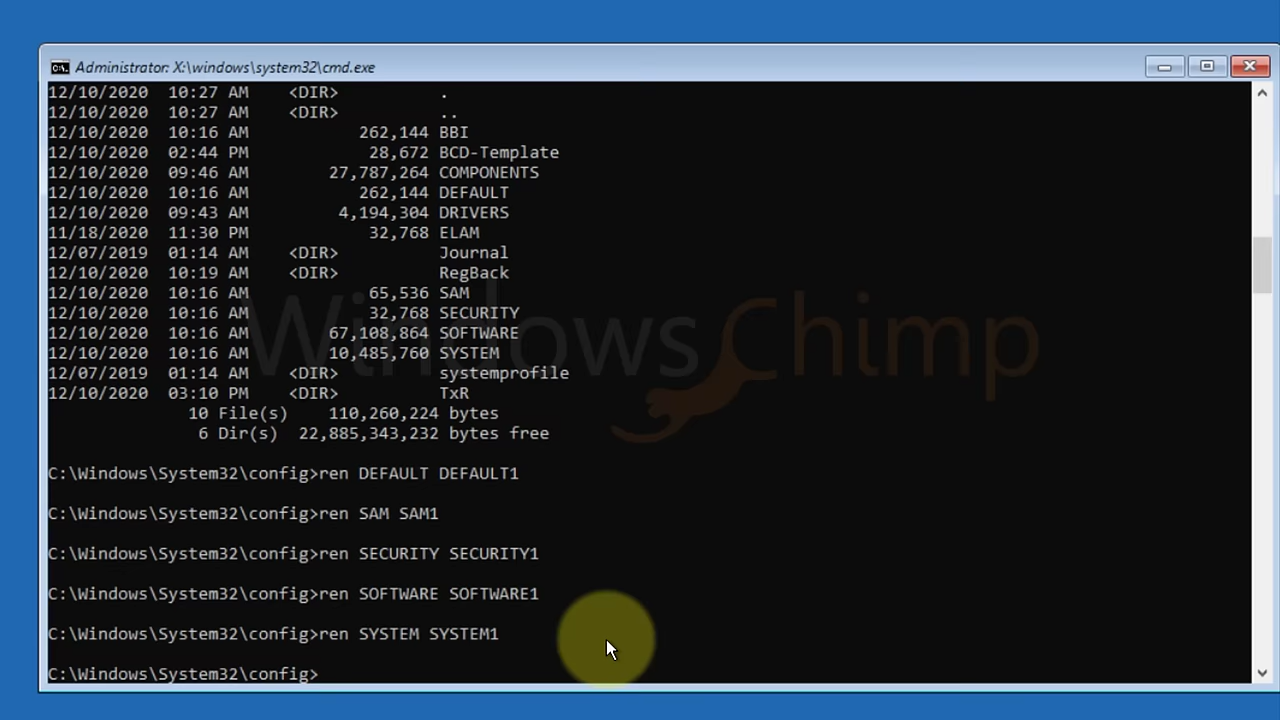 Administrator: X:\windows\system32\cmd.exe
12/10/2020  10:27 AM    <DIR>          .
12/10/2020  10:27 AM    <DIR>          ..
12/10/2020  10:16 AM           262,144 BBI
12/10/2020  02:44 PM            28,672 BCD-Template
12/10/2020  09:46 AM        27,787,264 COMPONENTS
12/10/2020  10:16 AM           262,144 DEFAULT
12/10/2020  09:43 AM         4,194,304 DRIVERS
11/18/2020  11:30 PM            32,768 ELAM
12/07/2019  01:14 AM    <DIR>          Journal
12/10/2020  10:19 AM    <DIR>          RegBack
12/10/2020  10:16 AM            65,536 SAM
12/10/2020  10:16 AM            32,768 SECURITY
12/10/2020  10:16 AM        67,108,864 SOFTWARE
12/10/2020  10:16 AM        10,485,760 SYSTEM
12/07/2019  01:14 AM    <DIR>          systemprofile
12/10/2020  03:10 PM    <DIR>          TxR
10 File(s)    110,260,224 bytes
6 Dir(s)  22,885,343,232 bytes free
WindowsChimp
C:\Windows\System32\config>ren DEFAULT DEFAULT1
C:\Windows\System32\config>ren SAM SAM1
C:\Windows\System32\config>ren SECURITY SECURITY1
C:\Windows\System32\config>ren SOFTWARE SOFTWARE1
C:\Windows\System32\config>ren SYSTEM SYSTEM1
C:\Windows\System32\config>